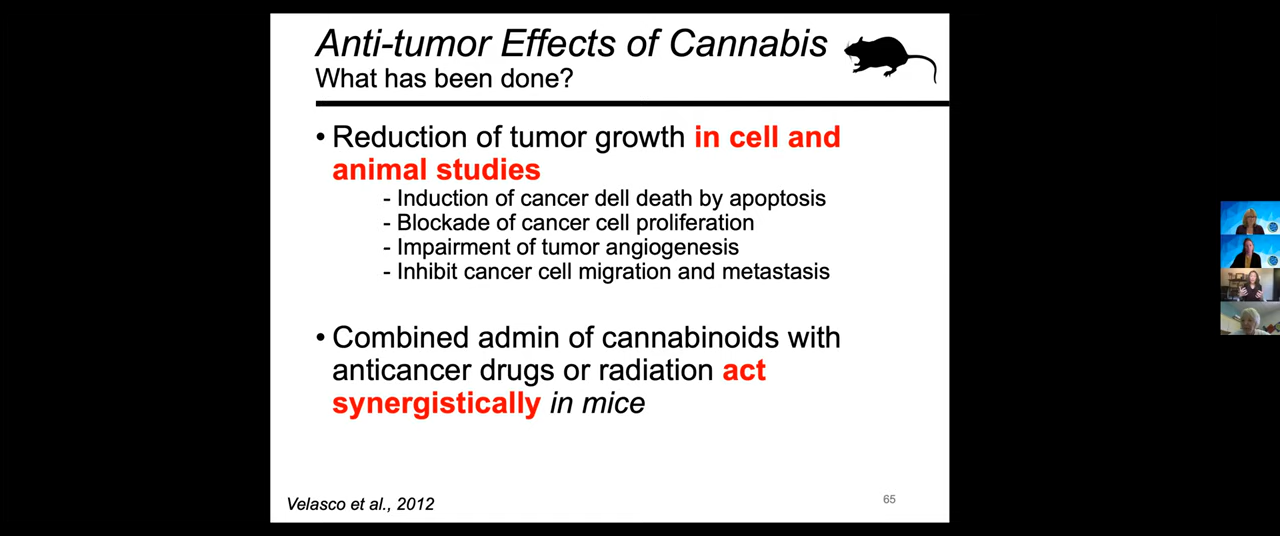 Anti-tumor Effects of Cannabis
What has been done?
• Reduction of tumor growth in cell and
animal studies
- Induction of cancer dell death by apoptosis
- Blockade of cancer cell proliferation
- Impairment of tumor angiogenesis
- Inhibit cancer cell migration and metastasis
• Combined admin of cannabinoids with
anticancer drugs or radiation act
synergistically in mice
Velasco et al., 2012
65